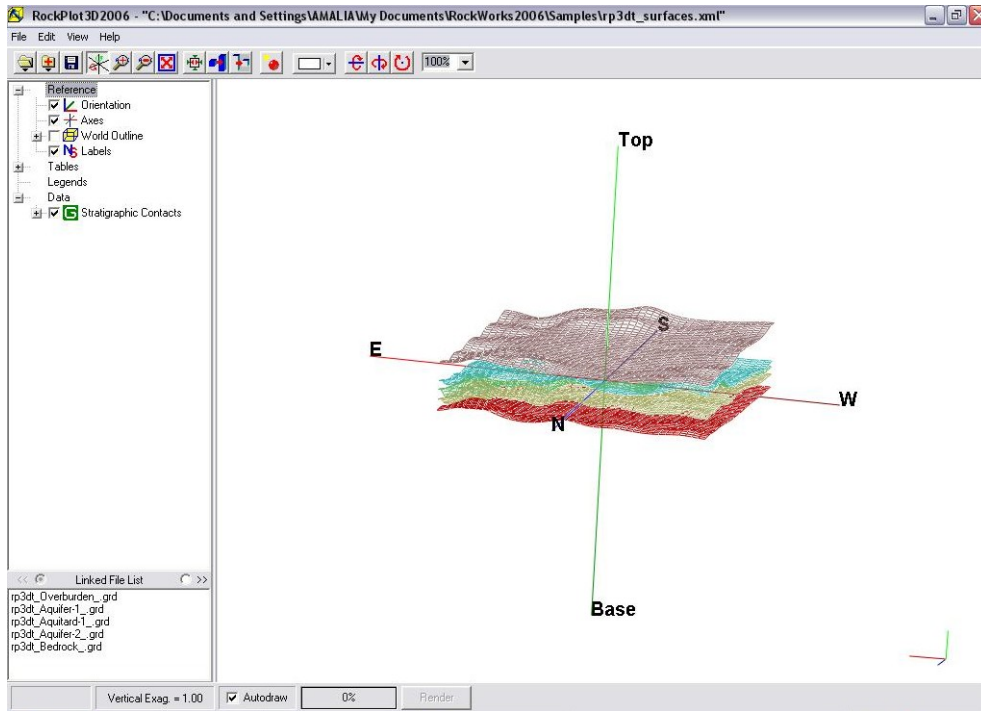 RockPlot3D2006 - "C:\Documents and Settings\AMALIA\My Documents\RockWorks2006\Samples\rp3dt_surfaces.xml"
File Edit View Help
100%
Reference
Orientation
Axes
World Outline
Labels
Tables
Legends
Data
Stratigraphic Contacts
Top
S
E
W
N
Base
<< Linked File List >>
rp3dt_Overburden_.grd
rp3dt_Aquifer-1_.grd
rp3dt_Aquitard-1_.grd
rp3dt_Aquifer-2_.grd
rp3dt_Bedrock_.grd
Vertical Exag. = 1.00 Autodraw 0% Render